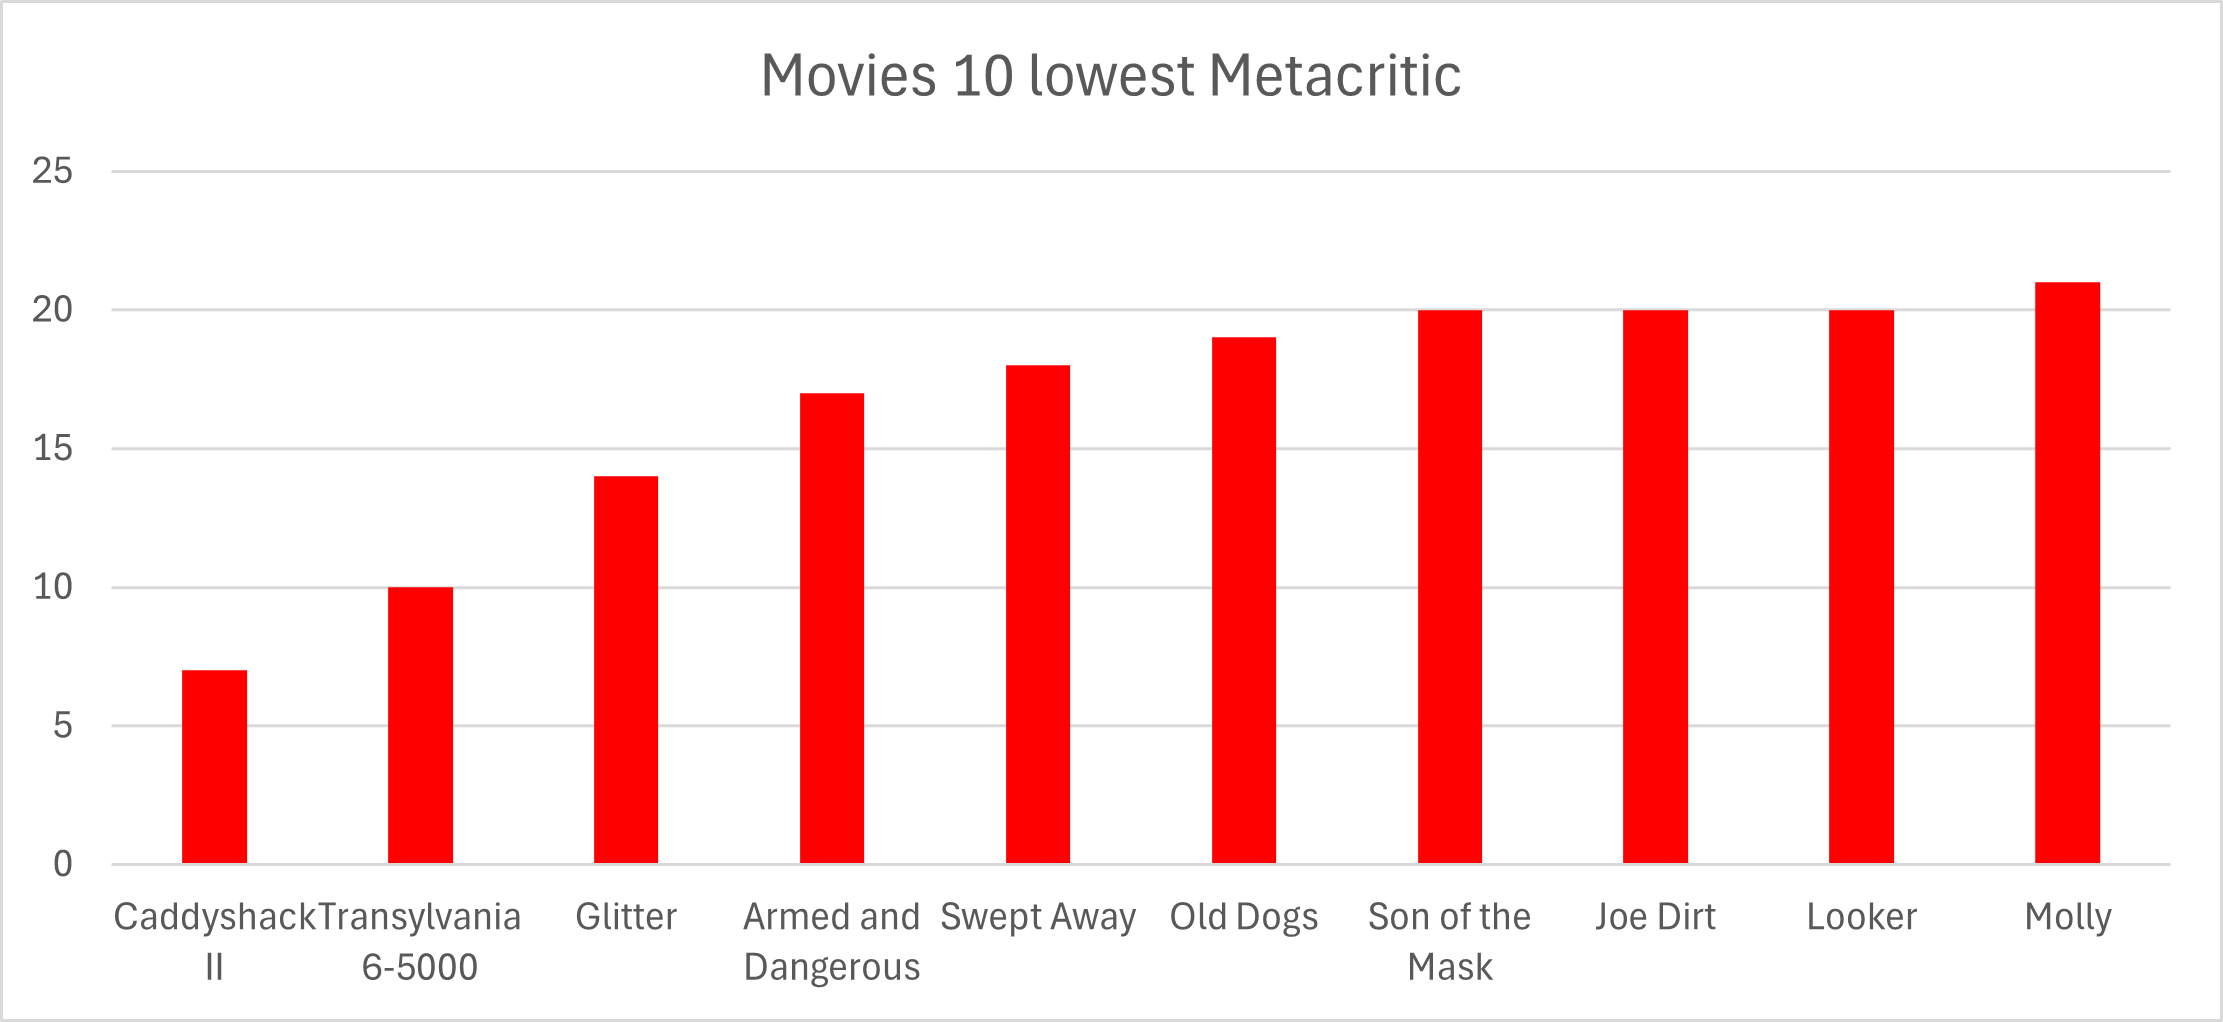 Movies 10 lowest Metacritic
25
20
15
10
5
0
Caddyshack II
Transylvania 6-5000
Glitter
Armed and Dangerous
Swept Away
Old Dogs
Son of the Mask
Joe Dirt
Looker
Molly